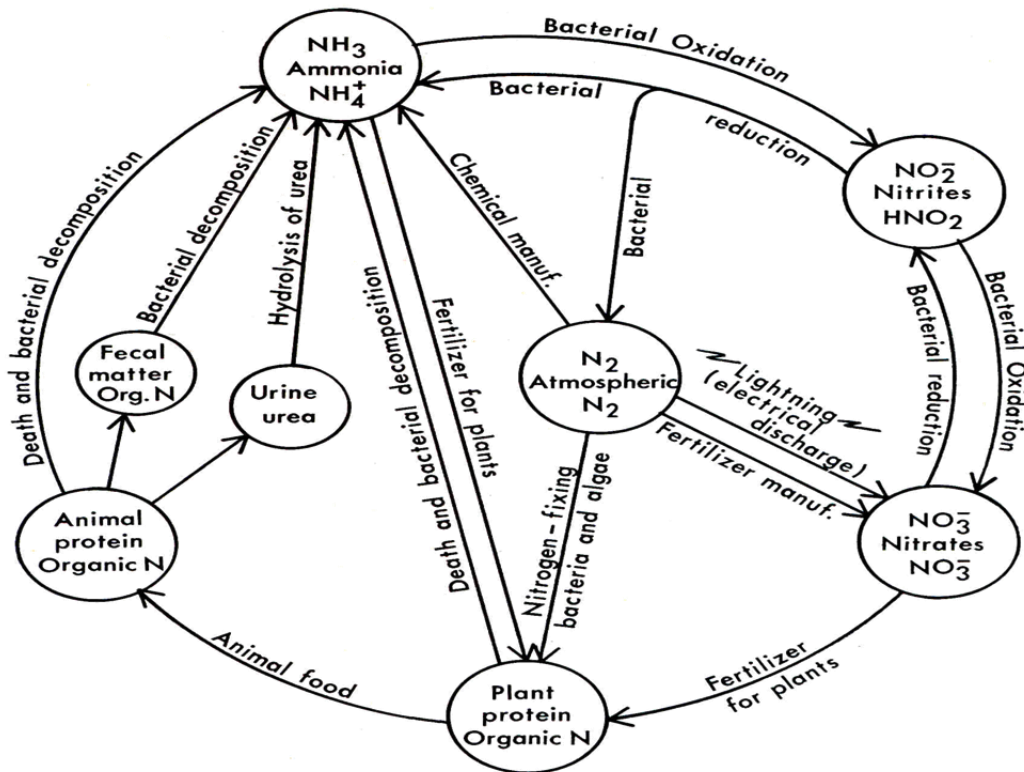 NH3
Ammonia
NH4+
Bacterial Oxidation
Bacterial
reduction
NO2-
Nitrites
HNO2
Death and bacterial decomposition
Bacterial decomposition
Hydrolysis of urea
Chemical manuf.
Bacterial
Fecal
matter
Org. N
Urine
urea
Death and bacterial decomposition
Fertilizer for plants
N2
Atmospheric
N2
Lightning
(electrical
discharge)
Fertilizer manuf.
Bacterial reduction
Bacterial Oxidation
Nitrogen-fixing
bacteria and algae
Animal
protein
Organic N
NO3-
Nitrates
NO3-
Animal food
Plant
protein
Organic N
Fertilizer
for plants